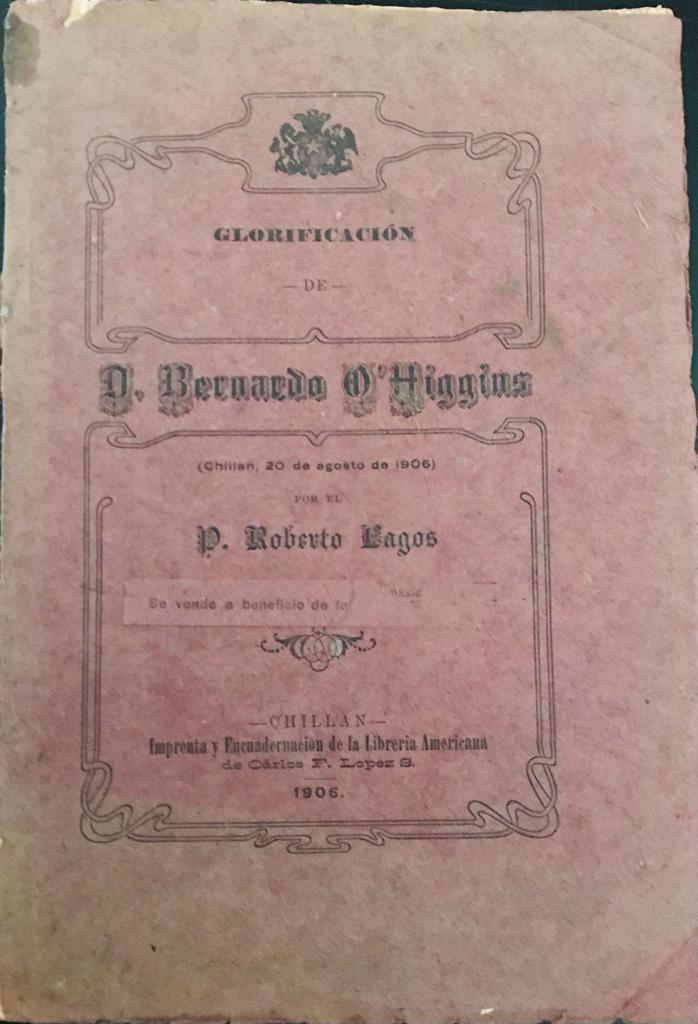 GLORIFICACIÓN
— DE —
D. Bernardo O'Higgins
(Chillan, 20 de agosto de 1906)
POR EL
P. Roberto Lagos
Se vende a beneficio de lo
—CHILLAN—
Imprenta y Encuadernacion de la Libreria Americana
de Cárlos F. Lopez S.
1906.